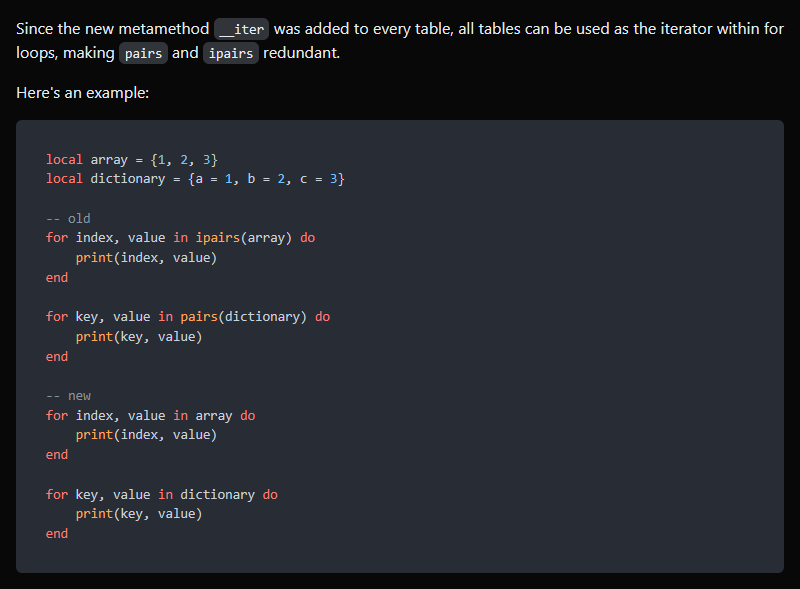 Since the new metamethod __iter was added to every table, all tables can be used as the iterator within for
loops, making pairs and ipairs redundant.
Here's an example:
local array = {1, 2, 3}
local dictionary = {a = 1, b = 2, c = 3}
-- old
for index, value in ipairs(array) do
    print(index, value)
end
for key, value in pairs(dictionary) do
    print(key, value)
end
-- new
for index, value in array do
    print(index, value)
end
for key, value in dictionary do
    print(key, value)
end